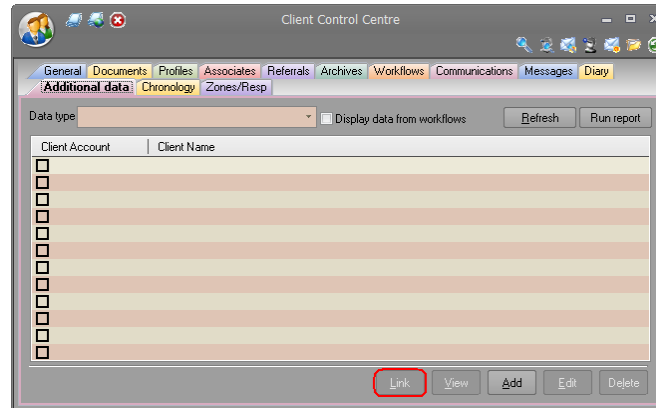 Client Control Centre
General Documents Profiles Associates Referrals Archives Workflows Communications Messages Diary
Additional data Chronology Zones/Resp
Data type Display data from workflows Refresh Run report
Client Account Client Name
Link View Add Edit Delete